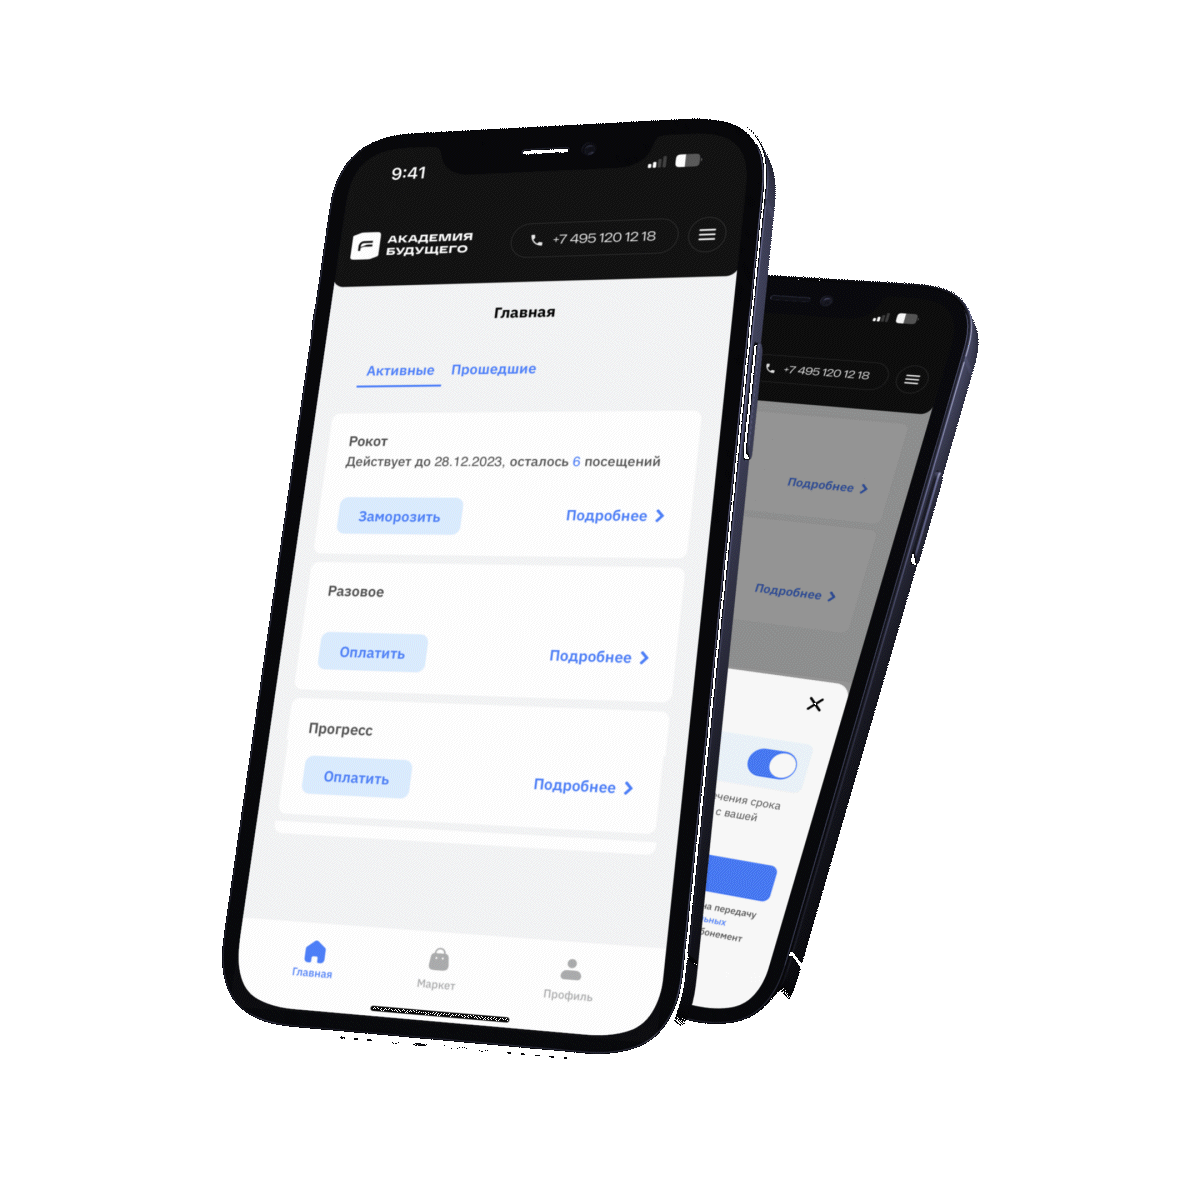 9:41
АКАДЕМИЯ
БУДУЩЕГО
+7 495 120 12 18
Главная
Активные Прошедшие
Рокот
Действует до 28.12.2023, осталось 6 посещений
Заморозить Подробнее
Разовое
Оплатить Подробнее
Прогресс
Оплатить Подробнее
Главная Маркет Профиль
+7 495 120 12 18
Подробнее
Подробнее
чения срока
с вашей
на передачу
ьных
бонемент